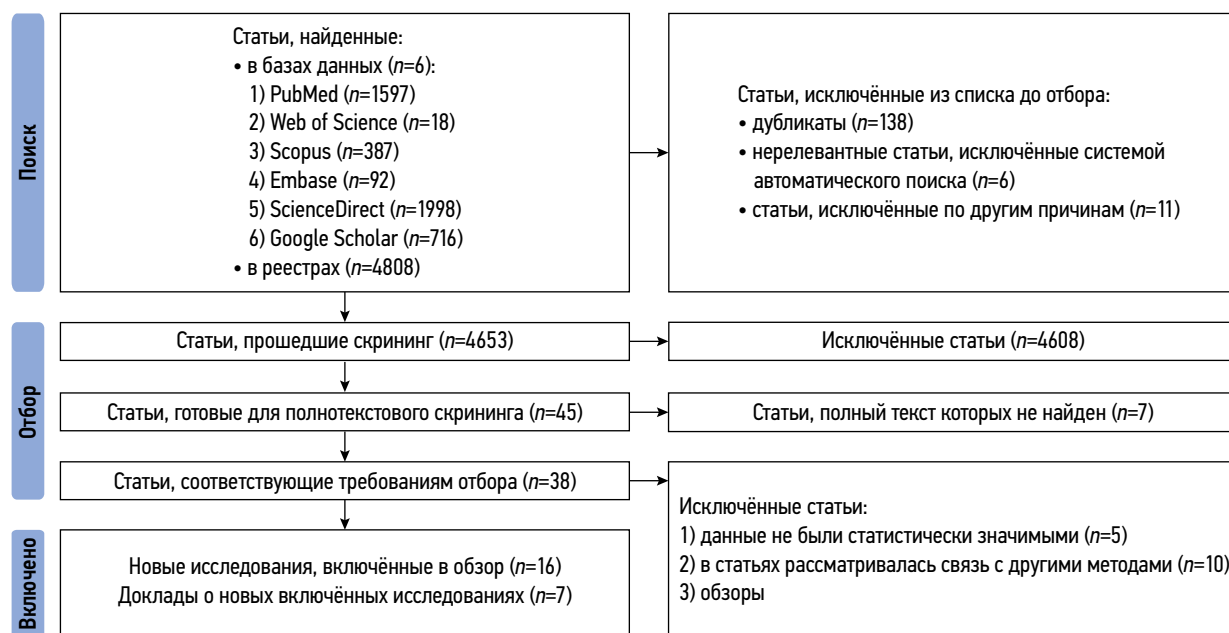 Поиск
Статьи, найденные:
• в базах данных (n=6):
1) PubMed (n=1597)
2) Web of Science (n=18)
3) Scopus (n=387)
4) Embase (n=92)
5) ScienceDirect (n=1998)
6) Google Scholar (n=716)
• в реестрах (n=4808)
Статьи, исключённые из списка до отбора:
• дубликаты (n=138)
• нерелевантные статьи, исключённые системой
автоматического поиска (n=6)
• статьи, исключённые по другим причинам (n=11)
Отбор
Статьи, прошедшие скрининг (n=4653)
Исключённые статьи (n=4608)
Статьи, готовые для полнотекстового скрининга (n=45)
Статьи, полный текст которых не найден (n=7)
Статьи, соответствующие требованиям отбора (n=38)
Исключённые статьи:
1) данные не были статистически значимыми (n=5)
2) в статьях рассматривалась связь с другими методами (n=10)
3) обзоры
Включено
Новые исследования, включённые в обзор (n=16)
Доклады о новых включённых исследованиях (n=7)